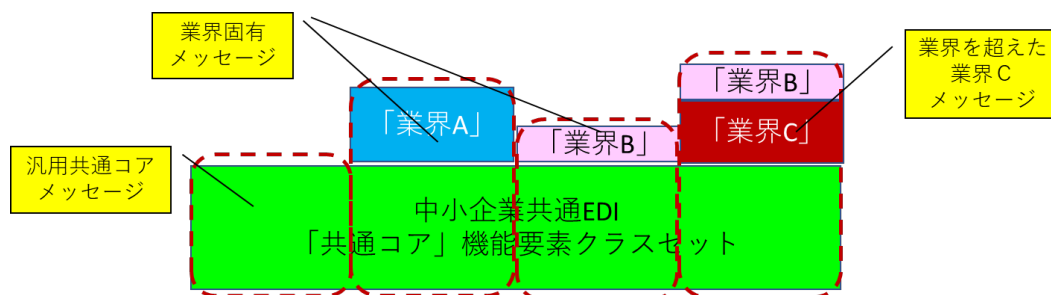 業界固有
メッセージ
業界を超えた
業界C
メッセージ
「業界B」
「業界A」
「業界B」
「業界C」
汎用共通コア
メッセージ
中小企業共通EDI
「共通コア」機能要素クラスセット